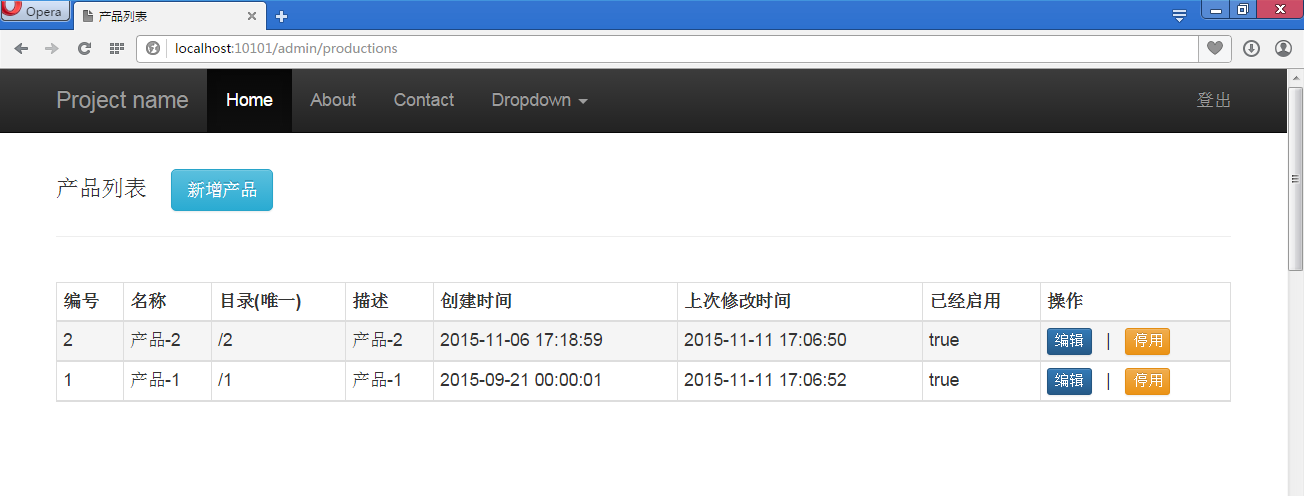 Opera
产品列表
localhost:10101/admin/productions
Project name Home About Contact Dropdown 登出
产品列表 新增产品
编号 名称 目录(唯一) 描述 创建时间 上次修改时间 已经启用 操作
2 产品-2 /2 产品-2 2015-11-06 17:18:59 2015-11-11 17:06:50 true 编辑 | 停用
1 产品-1 /1 产品-1 2015-09-21 00:00:01 2015-11-11 17:06:52 true 编辑 | 停用